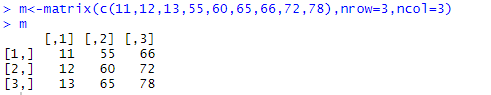 > m<-matrix(c(11,12,13,55,60,65,66,72,78),nrow=3,ncol=3)
> m
     [,1] [,2] [,3]
[1,]   11   55   66
[2,]   12   60   72
[3,]   13   65   78